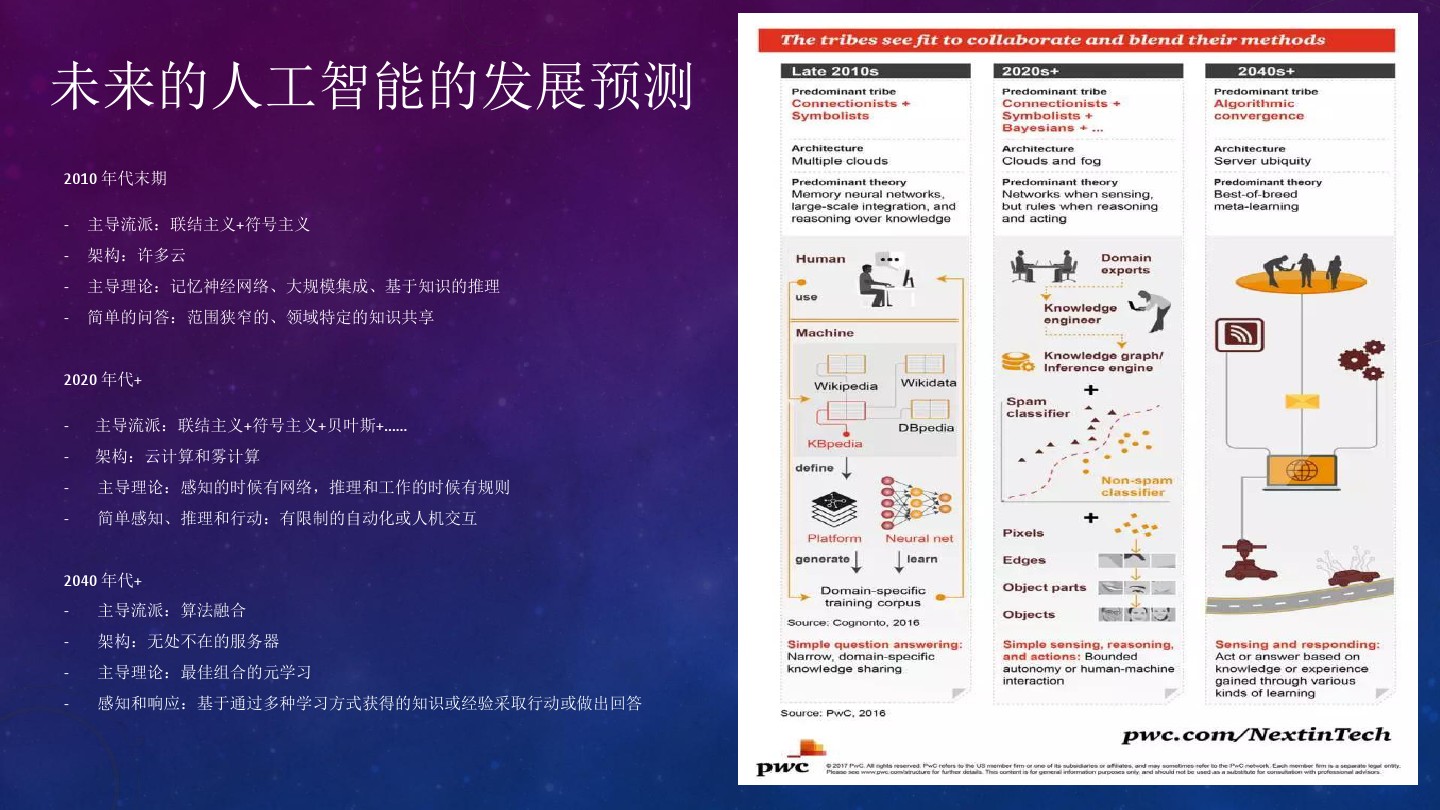 未来的人工智能的发展预测
2010 年代末期
- 主导流派：联结主义+符号主义
- 架构：许多云
- 主导理论：记忆神经网络、大规模集成、基于知识的推理
- 简单的问答：范围狭窄的、领域特定的知识共享
2020 年代+
- 主导流派：联结主义+符号主义+贝叶斯+......
- 架构：云计算和雾计算
- 主导理论：感知的时候有网络，推理和工作的时候有规则
- 简单感知、推理和行动：有限制的自动化或人机交互
2040 年代+
- 主导流派：算法融合
- 架构：无处不在的服务器
- 主导理论：最佳组合的元学习
- 感知和响应：基于通过多种学习方式获得的知识或经验采取行动或做出回答
The tribes see fit to collaborate and blend their methods
Late 2010s
Predominant tribe
Connectionists +
Symbolists
Architecture
Multiple clouds
Predominant theory
Memory neural networks,
large-scale integration, and
reasoning over knowledge
Human
use
Machine
Wikipedia
Wikidata
DBpedia
KBpedia
define
Platform
Neural net
generate
learn
Domain-specific
training corpus
Source: Cognonto, 2016
Simple question answering:
Narrow, domain-specific
knowledge sharing
2020s+
Predominant tribe
Connectionists +
Symbolists +
Bayesians + ...
Architecture
Clouds and fog
Predominant theory
Networks when sensing,
but rules when reasoning
and acting
Domain
experts
Knowledge
engineer
Knowledge graph/
Inference engine
+
Spam
classifier
Non-spam
classifier
+
Pixels
Edges
Object parts
Objects
Simple sensing, reasoning,
and actions: Bounded
autonomy or human-machine
interaction
2040s+
Predominant tribe
Algorithmic
convergence
Architecture
Server ubiquity
Predominant theory
Best-of-breed
meta-learning
Sensing and responding:
Act or answer based on
knowledge or experience
gained through various
kinds of learning
Source: PwC, 2016
pwc.com/NextinTech
pwc
© 2017 PwC. All rights reserved. PwC refers to the US member firm or one of its subsidiaries or affiliates, and may sometimes refer to the PwC network. Each member firm is a separate legal entity.
Please see www.pwc.com/structure for further details. This content is for general information purposes only, and should not be used as a substitute for consultation with professional advisors.